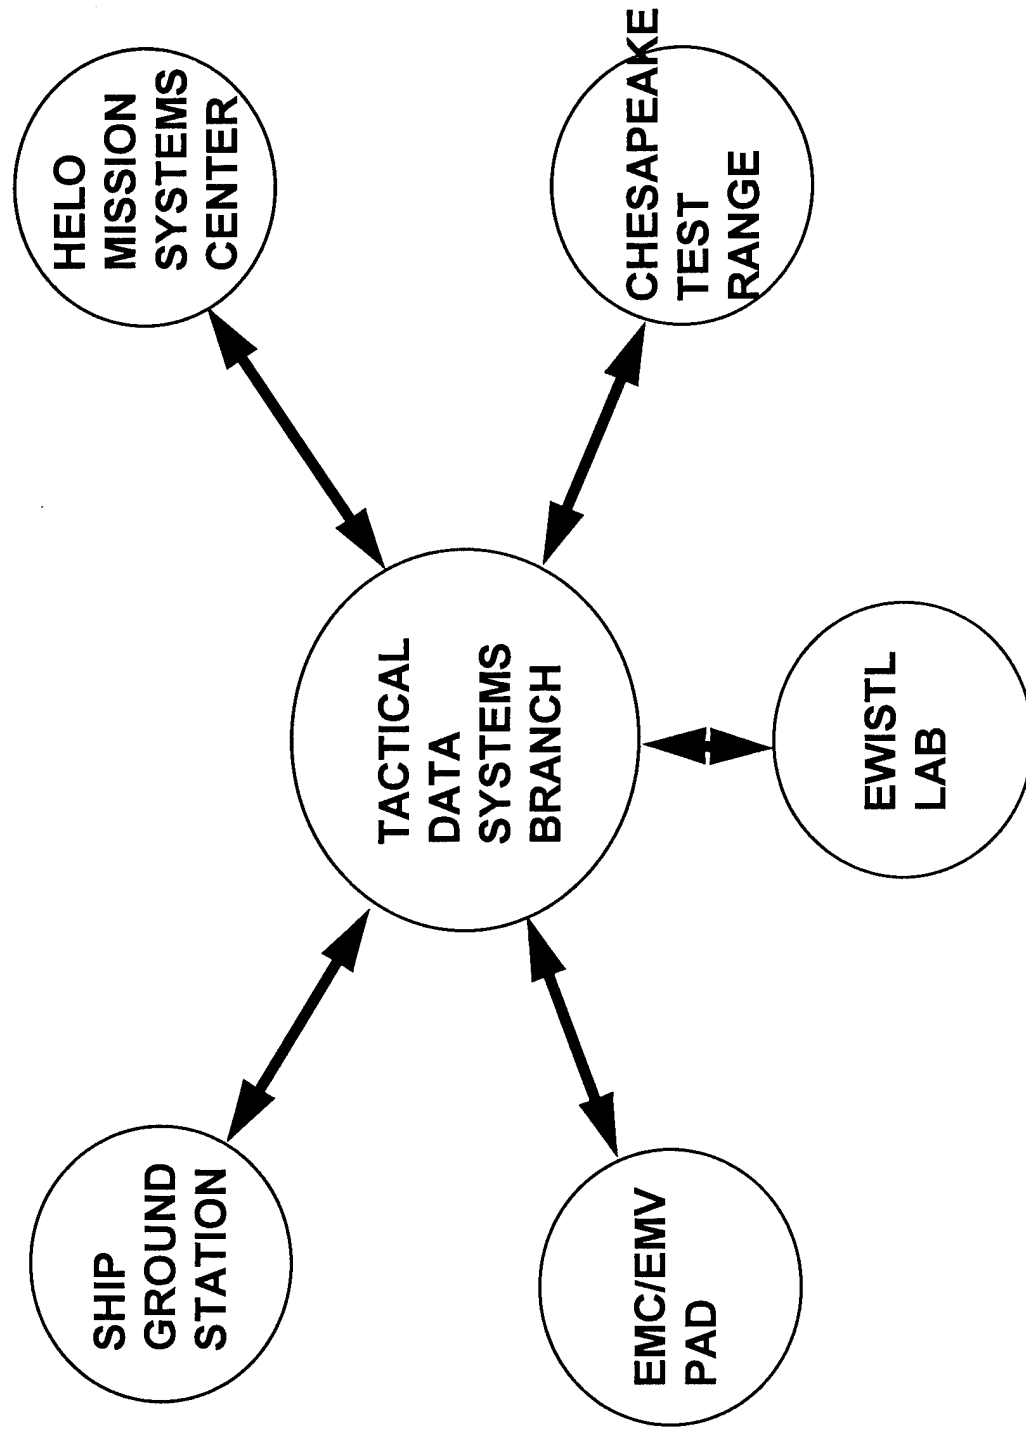 SHIP
GROUND
STATION
HELO
MISSION
SYSTEMS
CENTER
TACTICAL
DATA
SYSTEMS
BRANCH
EMC/EMV
PAD
CHESAPEAKE
TEST
RANGE
EWISTL
LAB